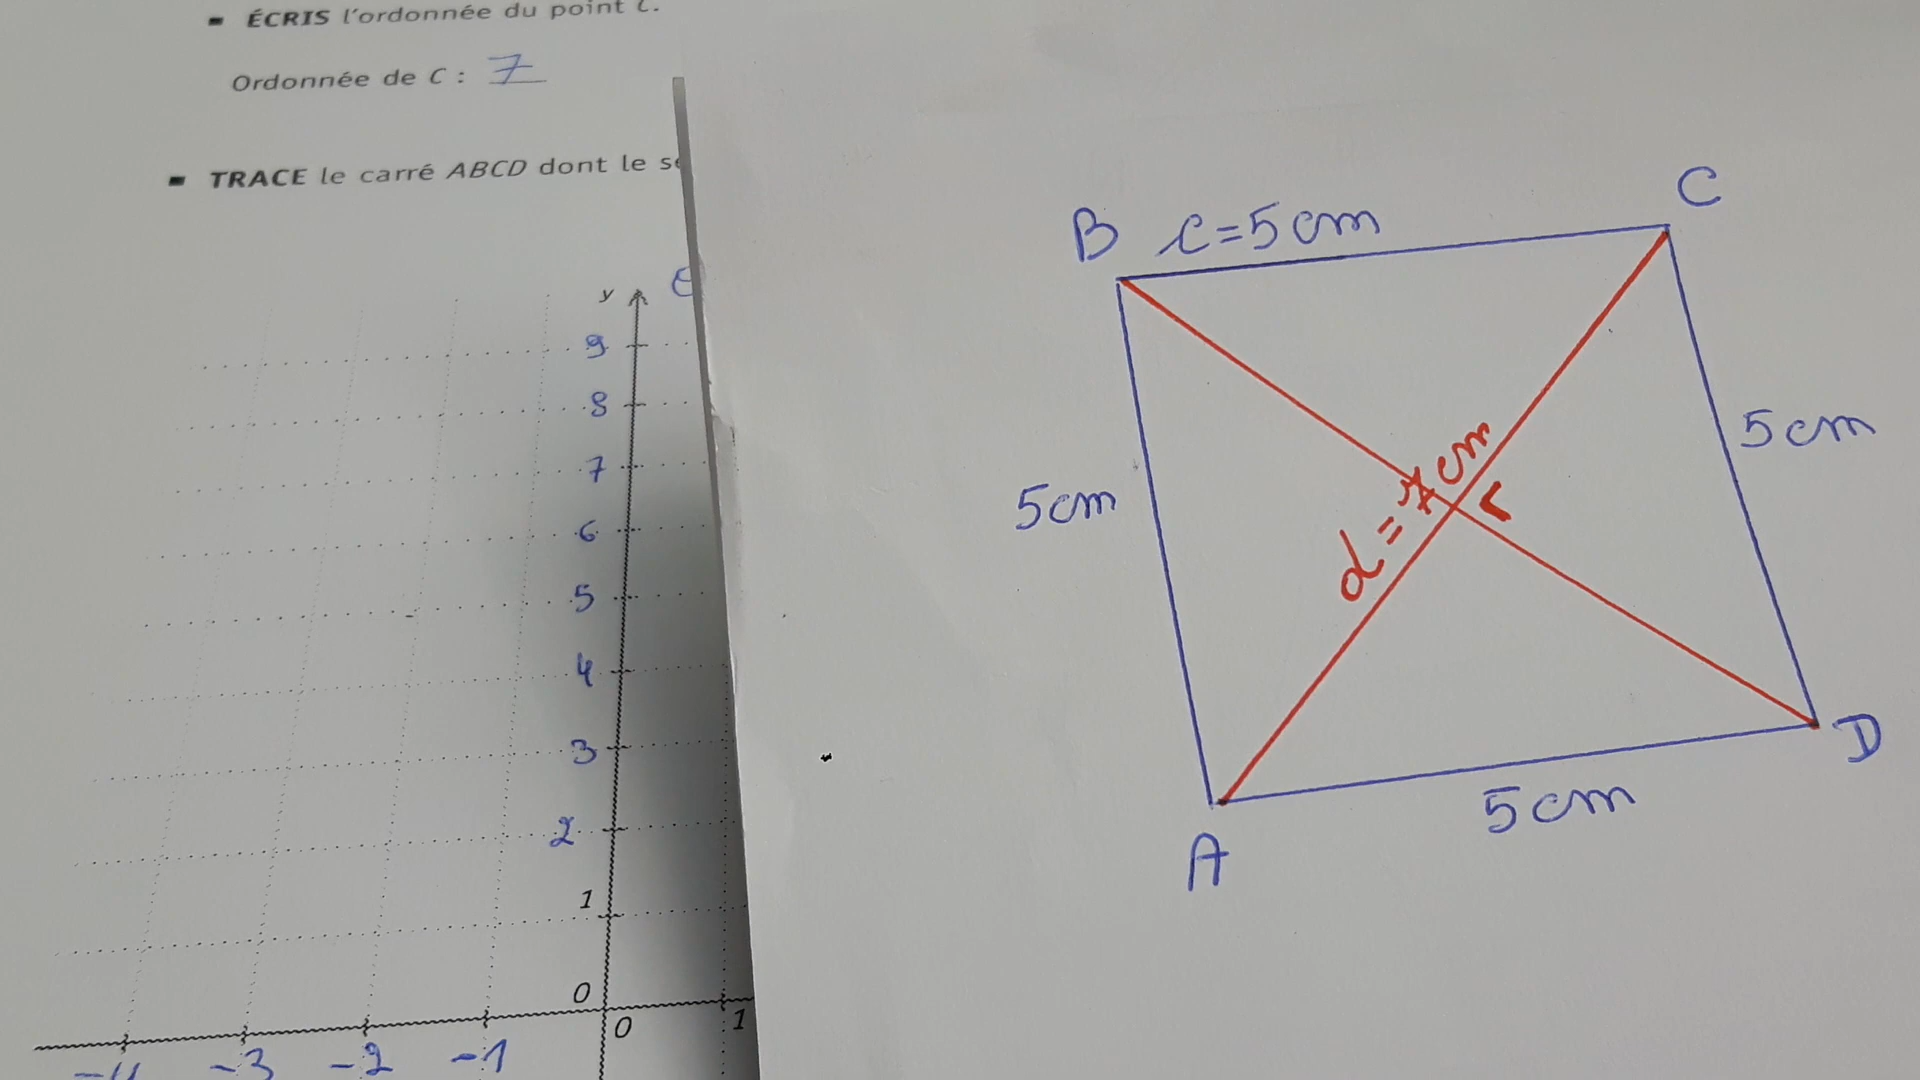 ▪ ÉCRIS l'ordonnée du point C.
Ordonnée de C : 7
▪ TRACE le carré ABCD dont le
y
9
8
7
6
5
4
3
2
1
0
0 1
-4 -3 -2 -1
C
B c=5cm
5cm
5cm
d=7cm
D
5cm
A